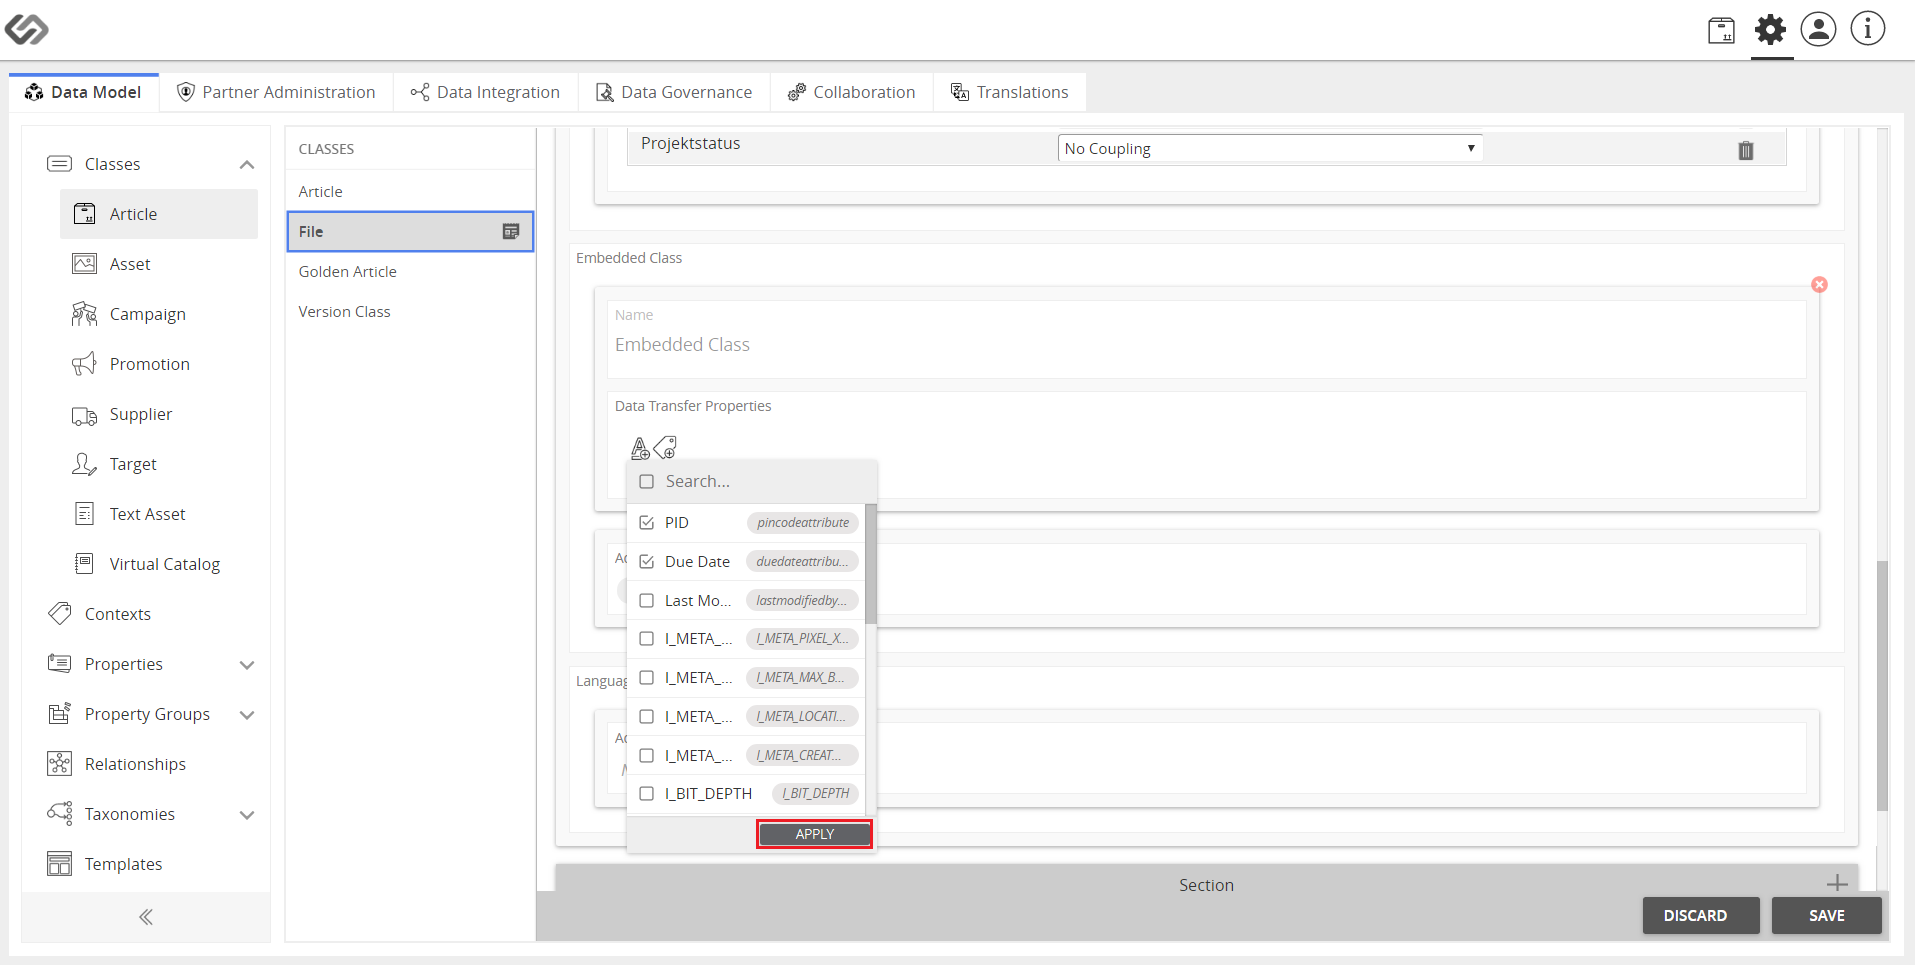 Data Model
Partner Administration
Data Integration
Data Governance
Collaboration
Translations
Classes
Article
Asset
Campaign
Promotion
Supplier
Target
Text Asset
Virtual Catalog
Contexts
Properties
Property Groups
Relationships
Taxonomies
Templates
CLASSES
Article
File
Golden Article
Version Class
Projektstatus
No Coupling
Embedded Class
Name
Embedded Class
Data Transfer Properties
Search...
PID pincodeattribute
Due Date duedateattribu...
Last Mo... lastmodifiedby...
I_META_... I_META_PIXEL_X...
I_META_... I_META_MAX_B...
I_META_... I_META_LOCATI...
I_META_... I_META_CREAT...
I_BIT_DEPTH I_BIT_DEPTH
APPLY
Section
DISCARD
SAVE